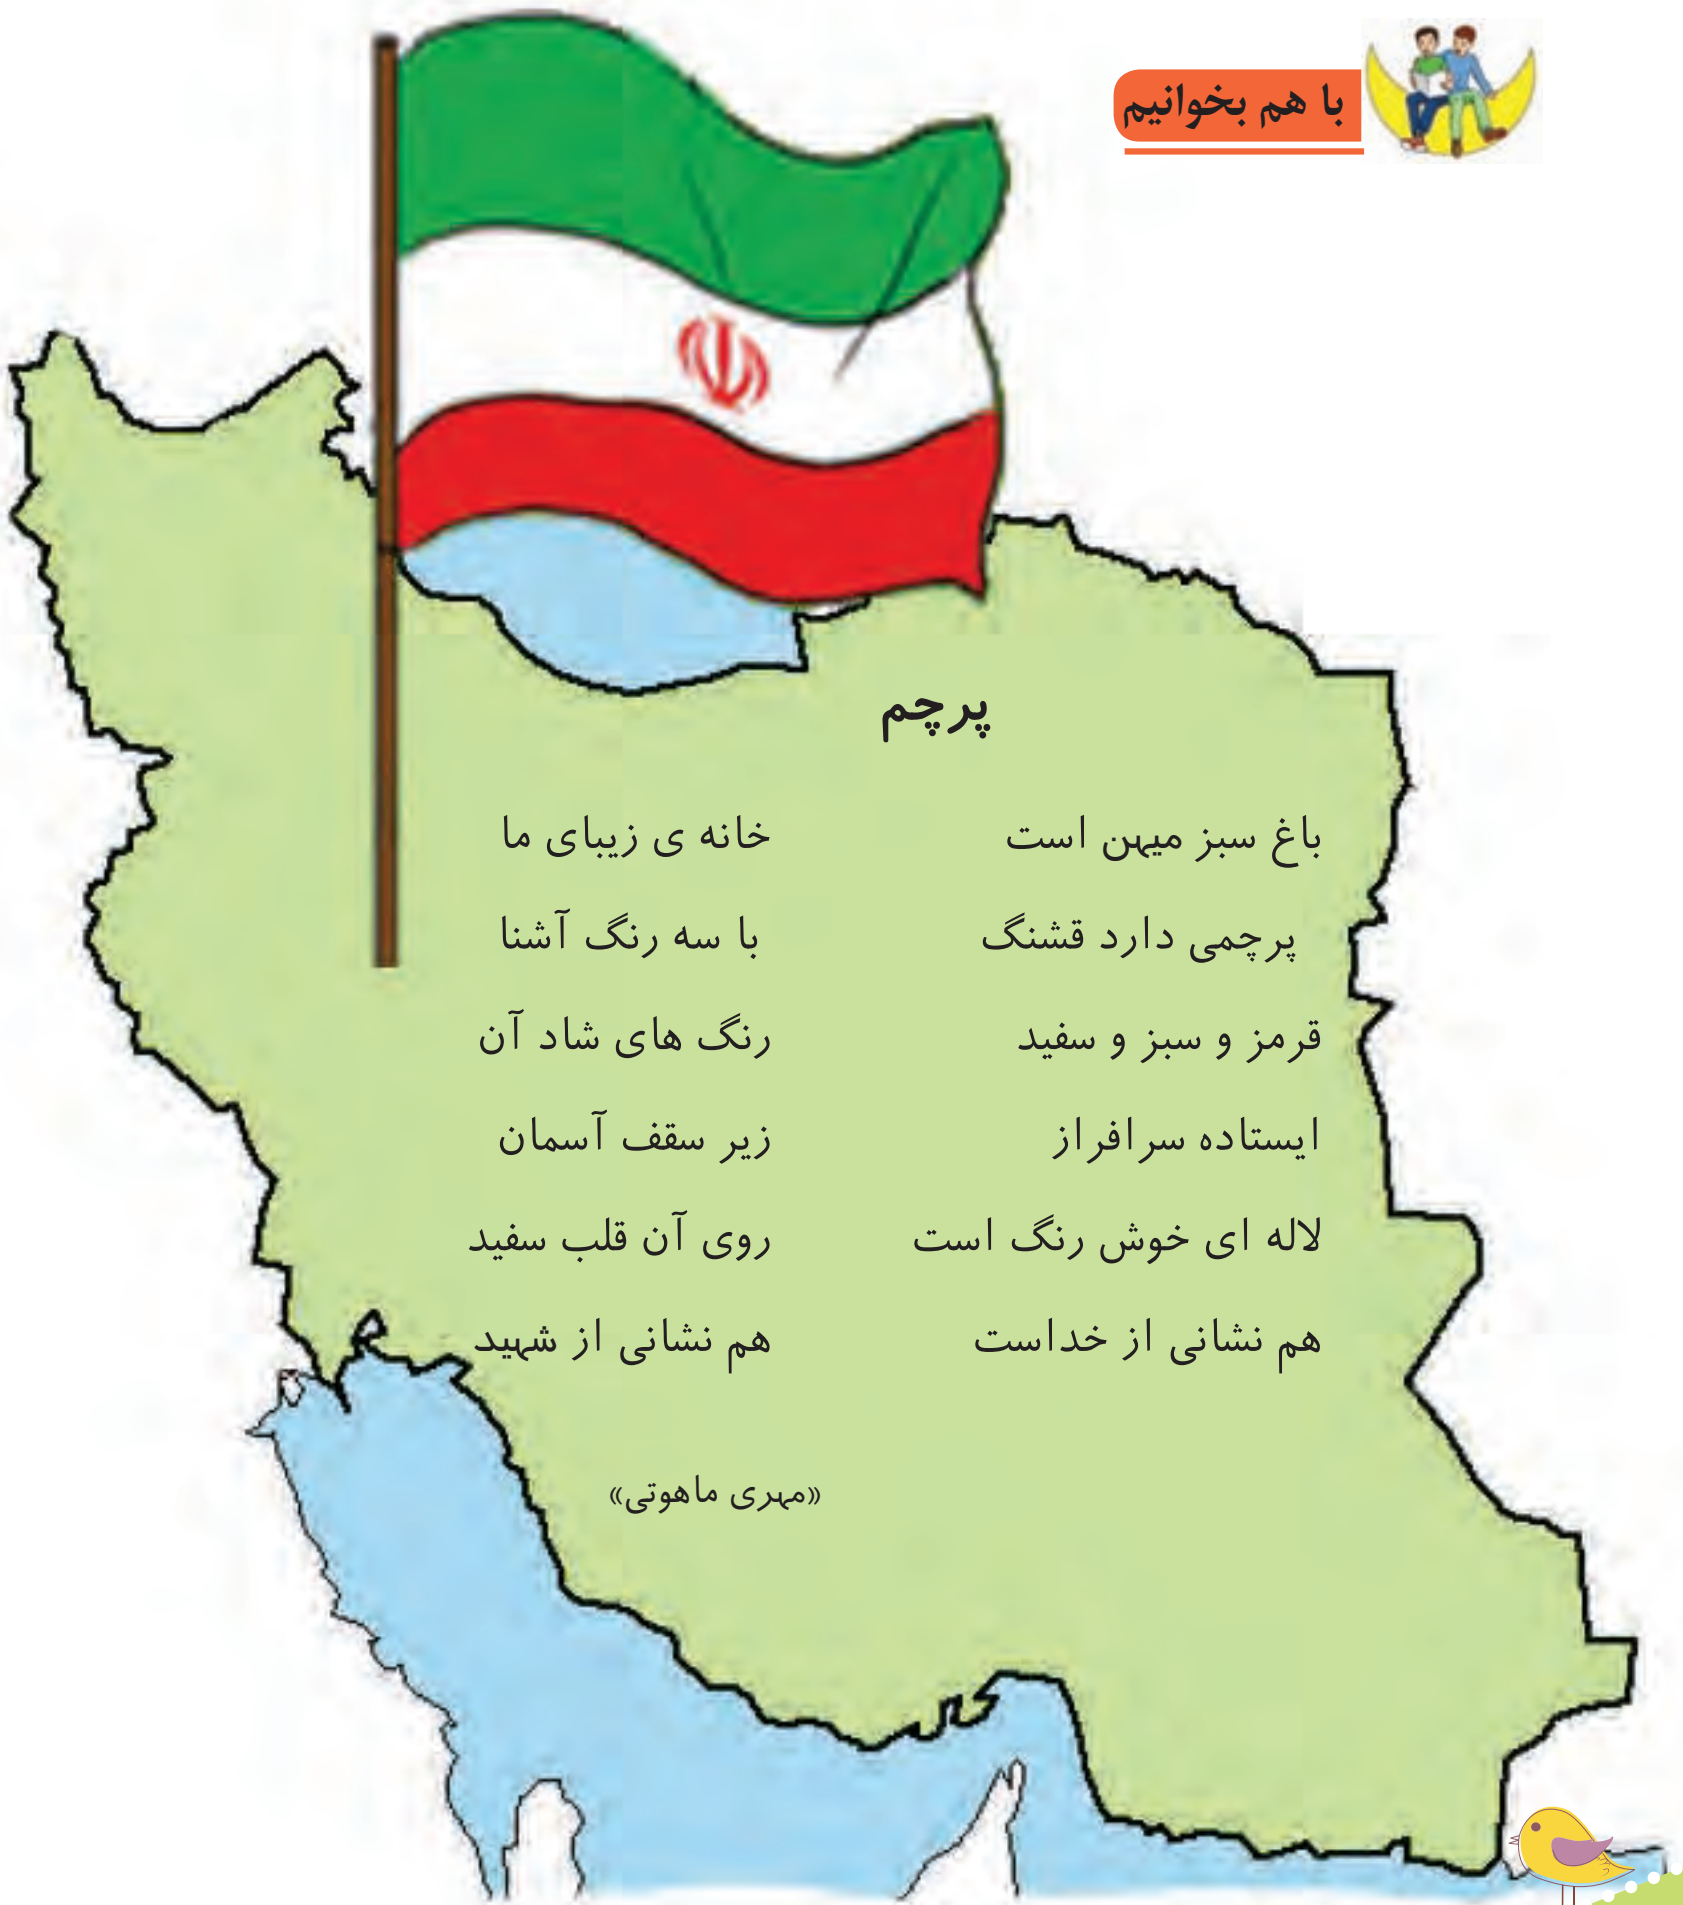 با هم بخوانیم
پرچم
باغ سبز میهن است خانه ی زیبای ما
پرچمی دارد قشنگ با سه رنگ آشنا
قرمز و سبز و سفید رنگ های شاد آن
ایستاده سرافراز زیر سقف آسمان
لاله ای خوش رنگ است روی آن قلب سفید
هم نشانی از خداست هم نشانی از شهید
«مهری ماهوتی»